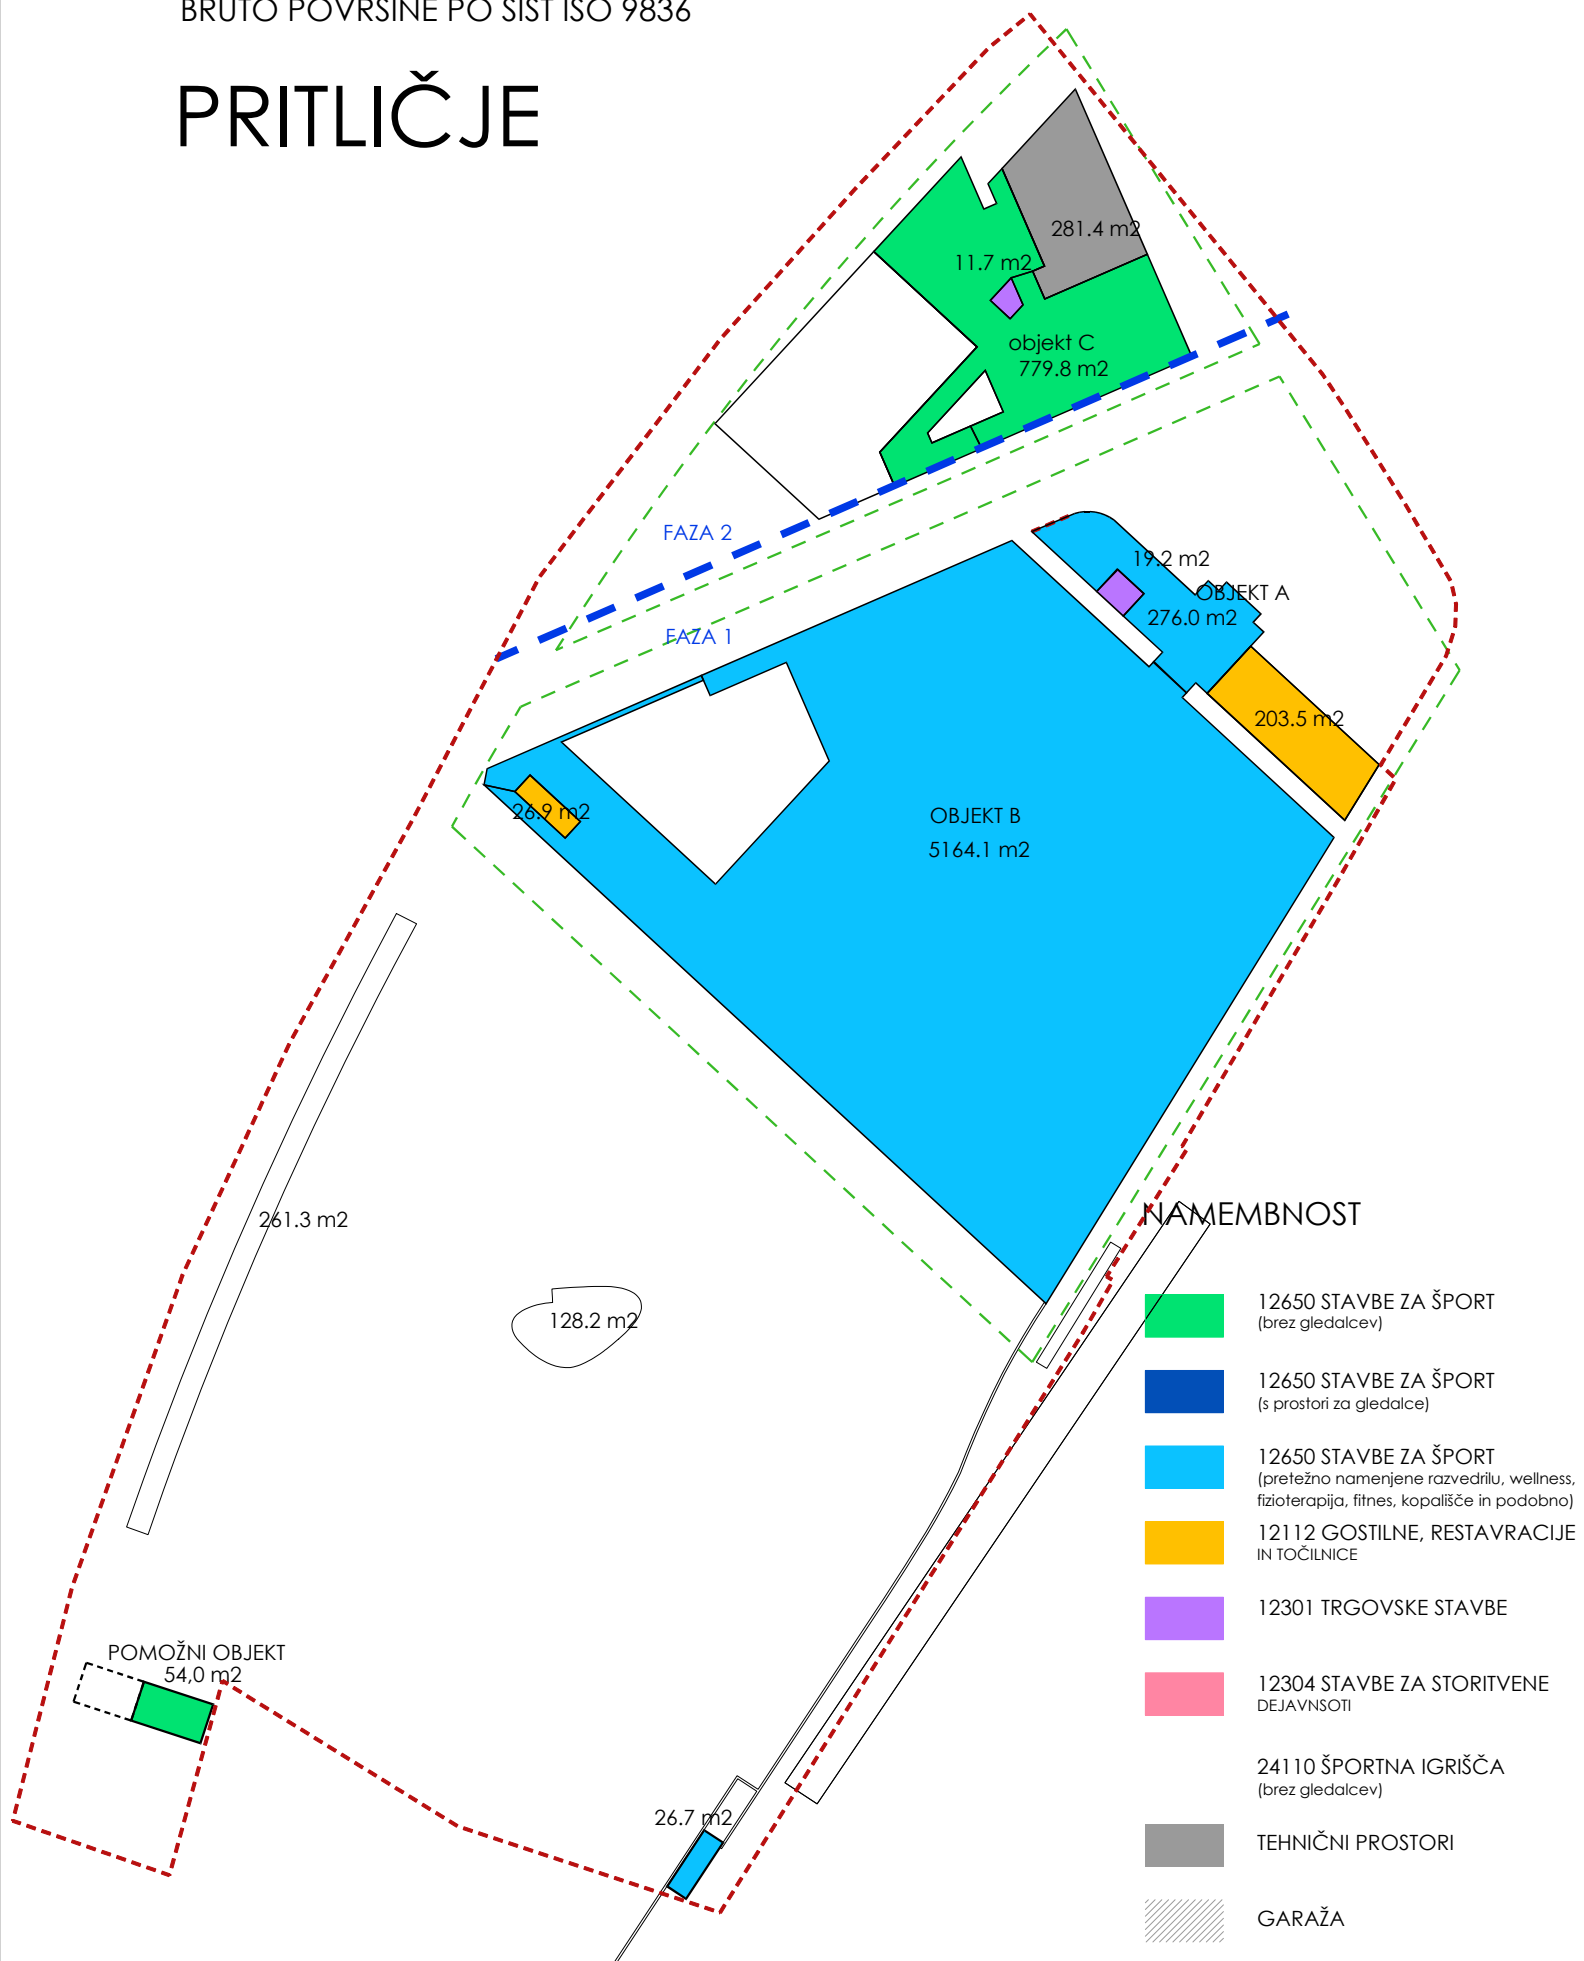 BRUTO POVRŠINE PO SIST ISO 9836
PRITLIČJE
281.4 m2
11.7 m2
objekt C
779.8 m2
FAZA 2
FAZA 1
19.2 m2
OBJEKT A
276.0 m2
203.5 m2
26.9 m2
OBJEKT B
5164.1 m2
261.3 m2
128.2 m2
POMOŽNI OBJEKT
54,0 m2
26.7 m2
NAMEMBNOST
12650 STAVBE ZA ŠPORT
(brez gledalcev)
12650 STAVBE ZA ŠPORT
(s prostori za gledalce)
12650 STAVBE ZA ŠPORT
(pretežno namenjene razvedrilu, wellness,
fizioterapija, fitnes, kopališče in podobno)
12112 GOSTILNE, RESTAVRACIJE
IN TOČILNICE
12301 TRGOVSKE STAVBE
12304 STAVBE ZA STORITVENE
DEJAVNSOTI
24110 ŠPORTNA IGRIŠČA
(brez gledalcev)
TEHNIČNI PROSTORI
GARAŽA